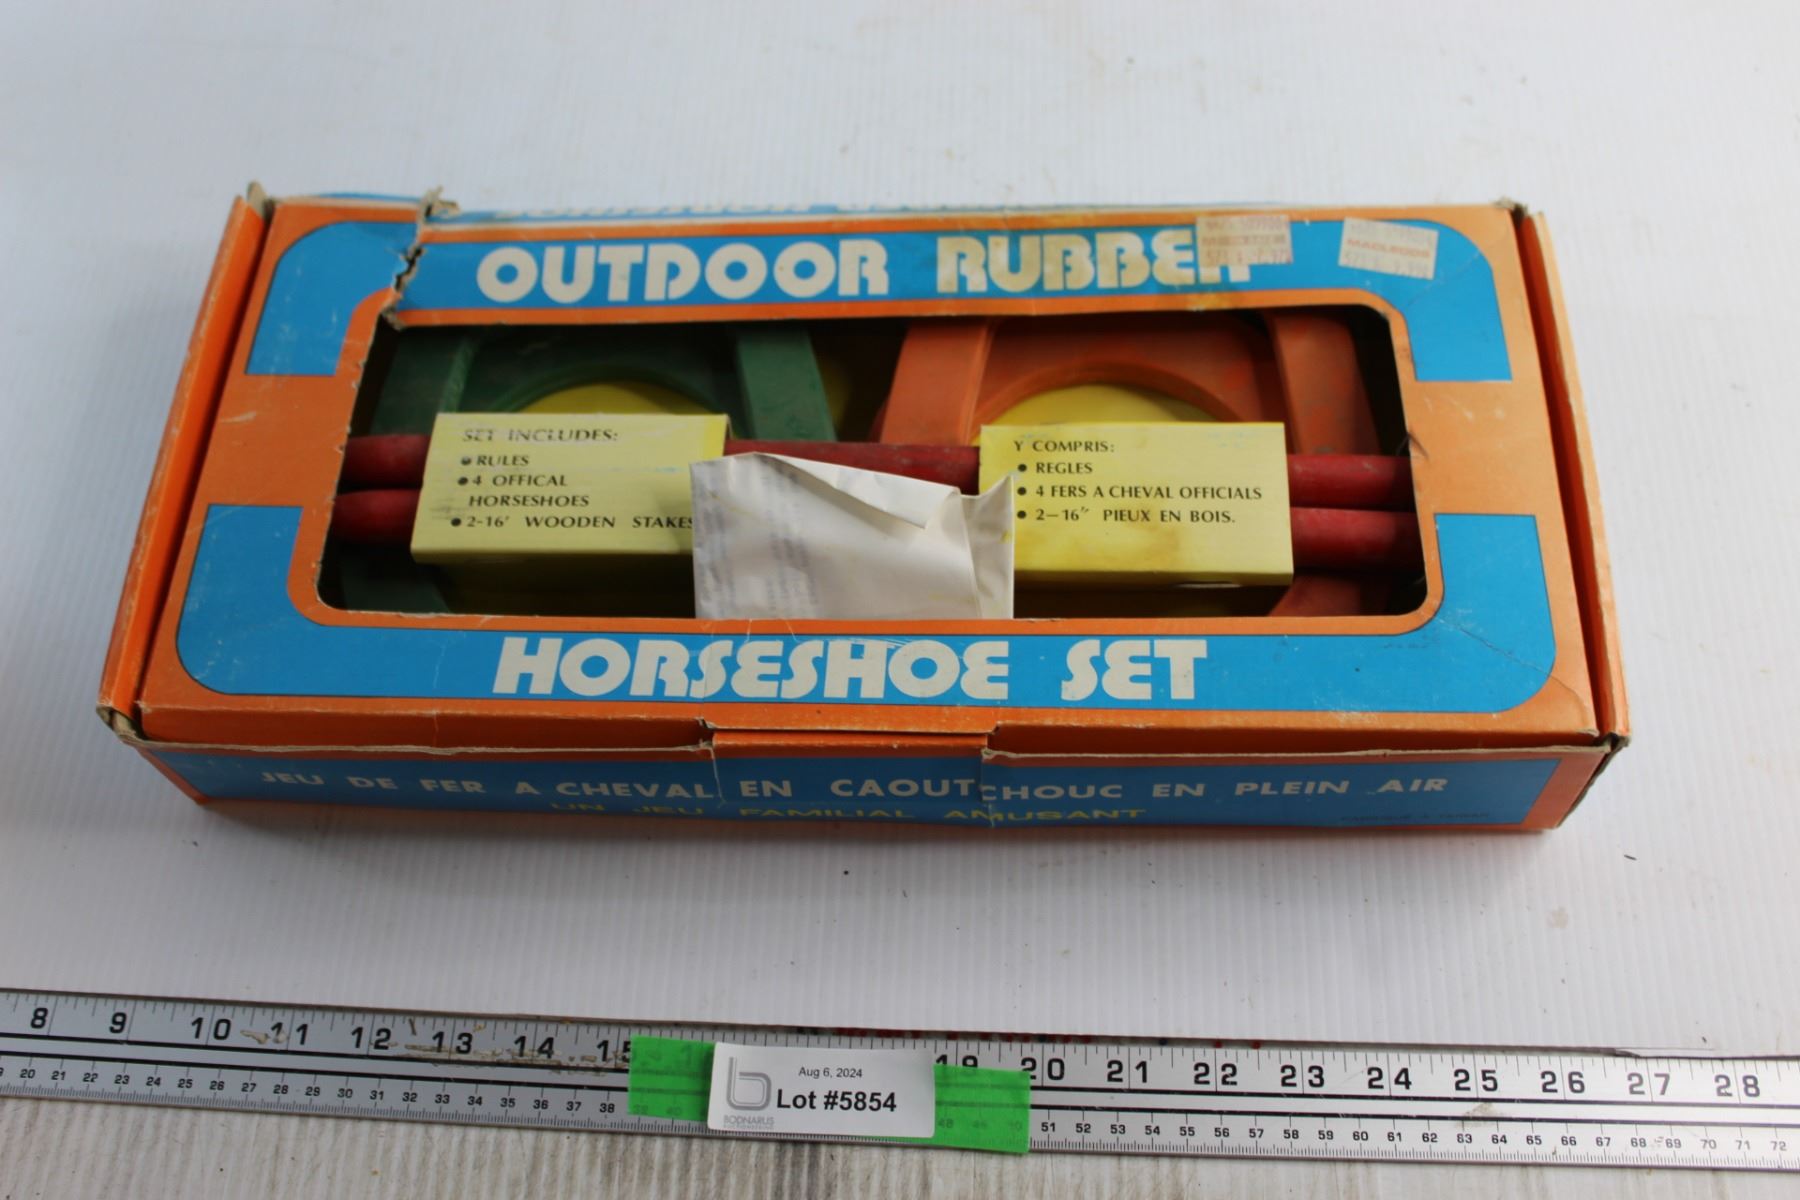 OUTDOOR RUBBER
MACLEODS
SET INCLUDES:
• RULES
• 4 OFFICAL
HORSESHOES
• 2-16' WOODEN STAKES
Y COMPRIS:
• REGLES
• 4 FERS A CHEVAL OFFICIALS
• 2-16" PIEUX EN BOIS.
HORSESHOE SET
JEU DE FER A CHEVAL EN CAOUTCHOUC EN PLEIN AIR
UN JEU FAMILIAL AMUSANT
8 9 10 11 12 13 14 15 19 20 21 22 23 24 25 26 27 28
20 21 22 23 24 25 26 27 28 29 30 31 32 33 34 35 36 37 38 51 52 53 54 55 56 57 58 59 60 61 62 63 64 65 66 67 68 69 70 71 72
Aug 6, 2024
Lot #5854
BODNARUS